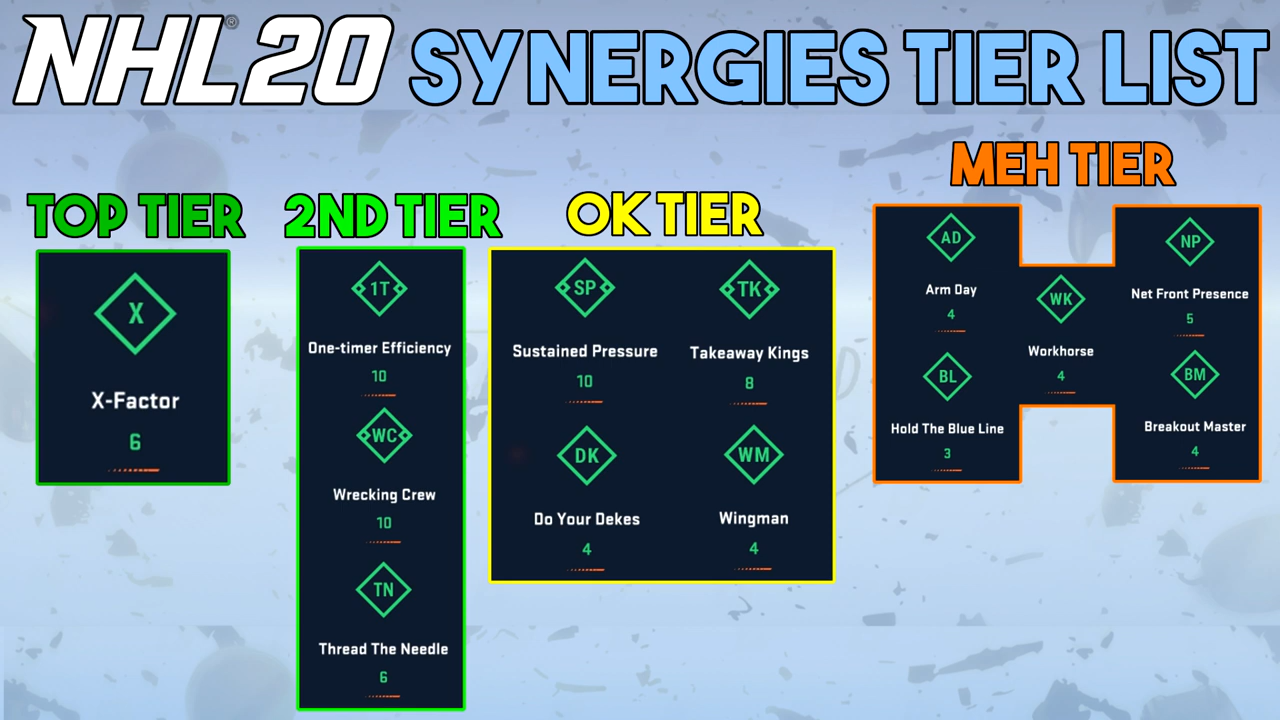 NHL20® SYNERGIES TIER LIST
TOP TIER
X
X-Factor
6
2ND TIER
1T
One-timer Efficiency
10
WC
Wrecking Crew
10
TN
Thread The Needle
6
OK TIER
SP
Sustained Pressure
10
TK
Takeaway Kings
8
DK
Do Your Dekes
4
WM
Wingman
4
MEH TIER
AD
Arm Day
4
NP
Net Front Presence
5
WK
Workhorse
4
BL
Hold The Blue Line
3
BM
Breakout Master
4